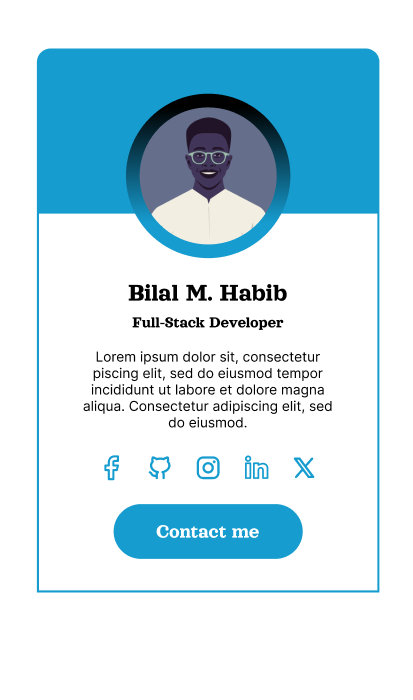 Bilal M. Habib
Full-Stack Developer
Lorem ipsum dolor sit, consectetur
piscing elit, sed do eiusmod tempor
incididunt ut labore et dolore magna
aliqua. Consectetur adipiscing elit, sed
do eiusmod.
Contact me